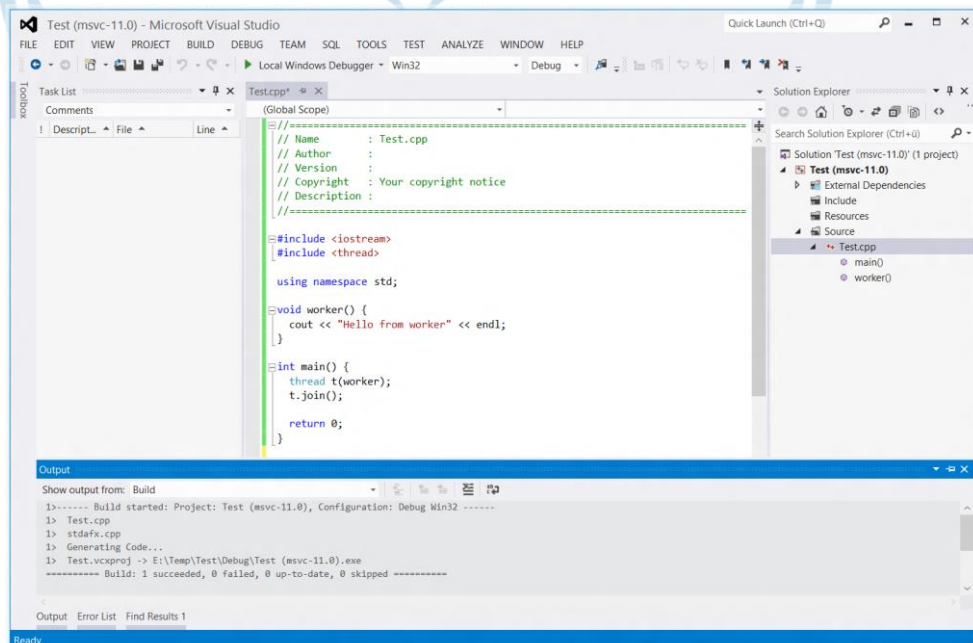 Test (msvc-11.0) - Microsoft Visual Studio
Quick Launch (Ctrl+Q)
FILE EDIT VIEW PROJECT BUILD DEBUG TEAM SQL TOOLS TEST ANALYZE WINDOW HELP
Local Windows Debugger Win32 Debug
Toolbox
Task List
Comments
! Descript... File Line
Test.cpp*
(Global Scope)
//============================================================================
// Name : Test.cpp
// Author :
// Version :
// Copyright : Your copyright notice
// Description :
//============================================================================
#include <iostream>
#include <thread>
using namespace std;
void worker() {
cout << "Hello from worker" << endl;
}
int main() {
thread t(worker);
t.join();
return 0;
}
Solution Explorer
Search Solution Explorer (Ctrl+ü)
Solution 'Test (msvc-11.0)' (1 project)
Test (msvc-11.0)
External Dependencies
Include
Resources
Source
Test.cpp
main()
worker()
Output
Show output from: Build
1>------ Build started: Project: Test (msvc-11.0), Configuration: Debug Win32 ------
1> Test.cpp
1> stdafx.cpp
1> Generating Code...
1> Test.vcxproj -> E:\Temp\Test\Debug\Test (msvc-11.0).exe
========== Build: 1 succeeded, 0 failed, 0 up-to-date, 0 skipped ==========
Output Error List Find Results 1
Ready